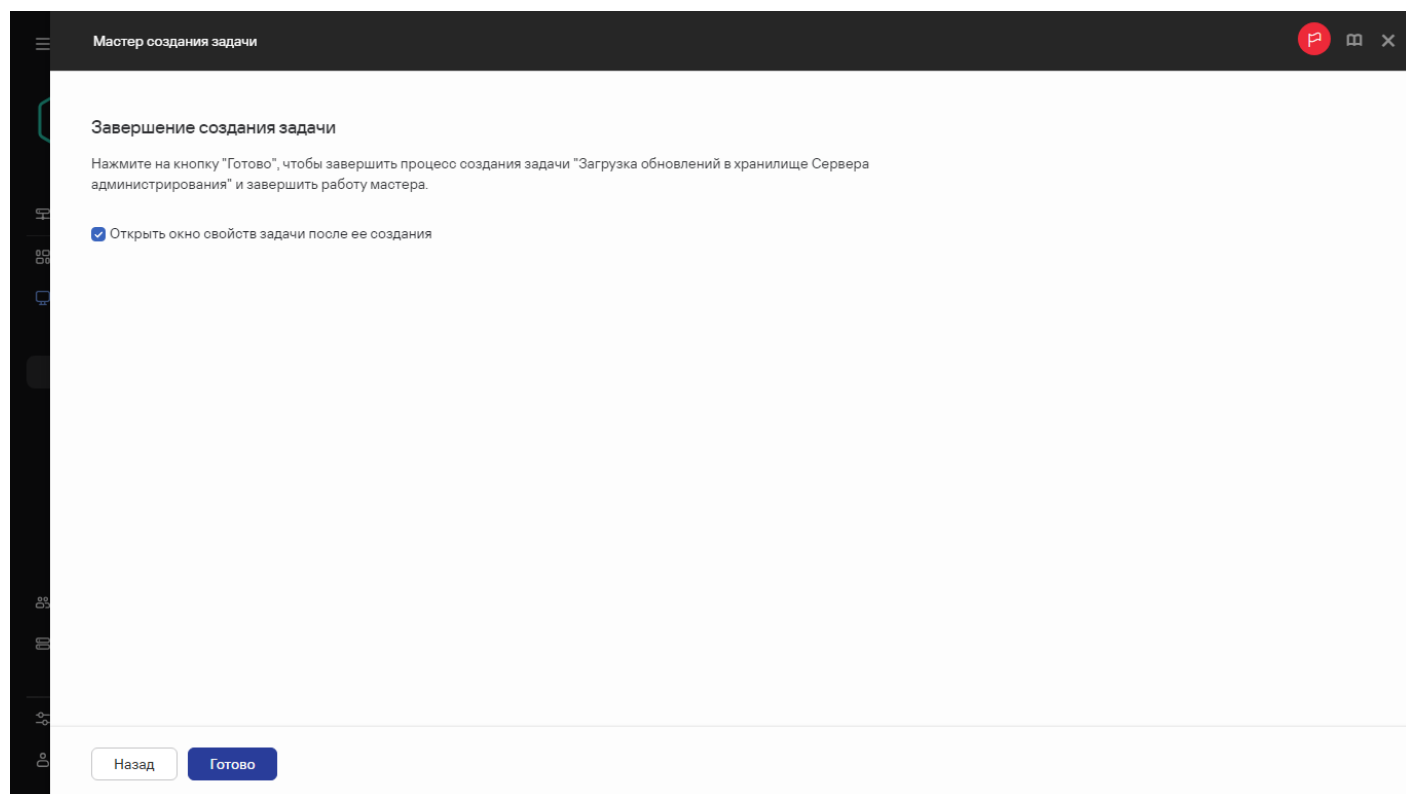 Мастер создания задачи
Завершение создания задачи
Нажмите на кнопку "Готово", чтобы завершить процесс создания задачи "Загрузка обновлений в хранилище Сервера
администрирования" и завершить работу мастера.
Открыть окно свойств задачи после ее создания
Назад
Готово